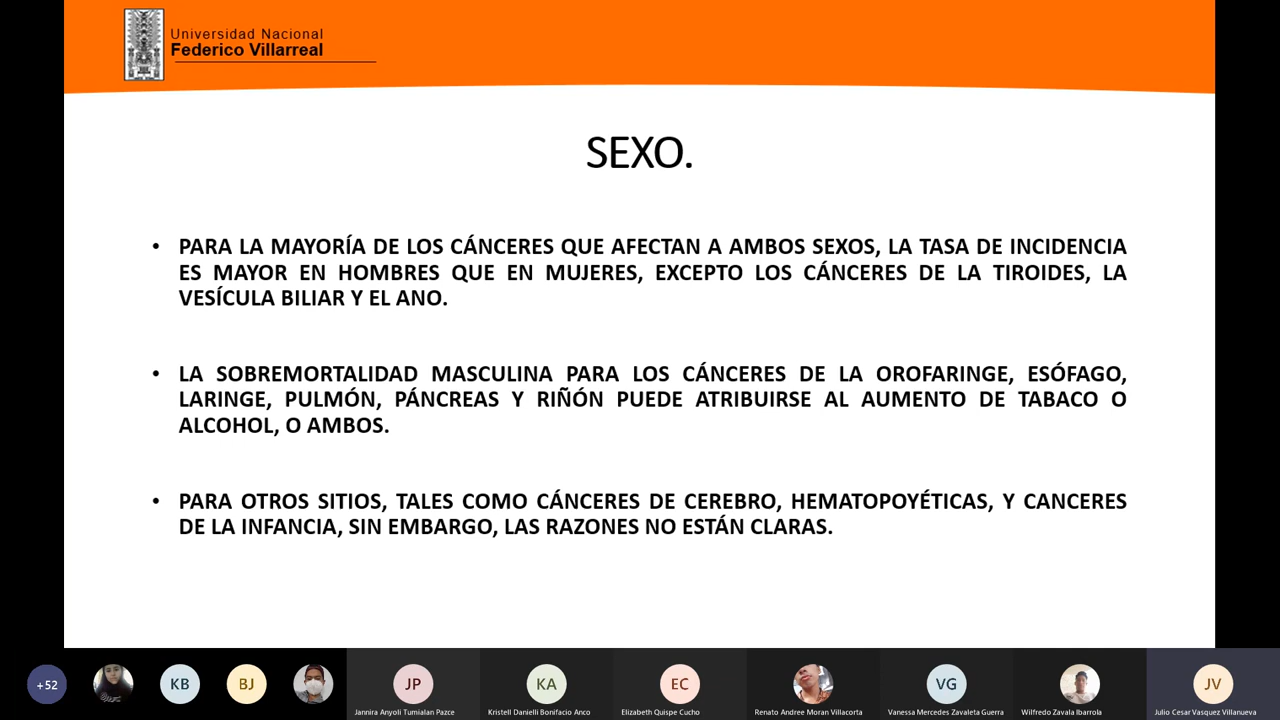 Universidad Nacional
Federico Villarreal
SEXO.
• PARA LA MAYORÍA DE LOS CÁNCERES QUE AFECTAN A AMBOS SEXOS, LA TASA DE INCIDENCIA
ES MAYOR EN HOMBRES QUE EN MUJERES, EXCEPTO LOS CÁNCERES DE LA TIROIDES, LA
VESÍCULA BILIAR Y EL ANO.
• LA SOBREMORTALIDAD MASCULINA PARA LOS CÁNCERES DE LA OROFARINGE, ESÓFAGO,
LARINGE, PULMÓN, PÁNCREAS Y RIÑÓN PUEDE ATRIBUIRSE AL AUMENTO DE TABACO O
ALCOHOL, O AMBOS.
• PARA OTROS SITIOS, TALES COMO CÁNCERES DE CEREBRO, HEMATOPOYÉTICAS, Y CANCERES
DE LA INFANCIA, SIN EMBARGO, LAS RAZONES NO ESTÁN CLARAS.
+52
KB
BJ
JP
KA
EC
VG
JV
Jannira Anyoli Tumialan Pazce
Kristell Danielli Bonifacio Anco
Elizabeth Quispe Cucho
Renato Andree Moran Villacorta
Vanessa Mercedes Zavaleta Guerra
Wilfredo Zavala Ibarrola
Julio Cesar Vasquez Villanueva